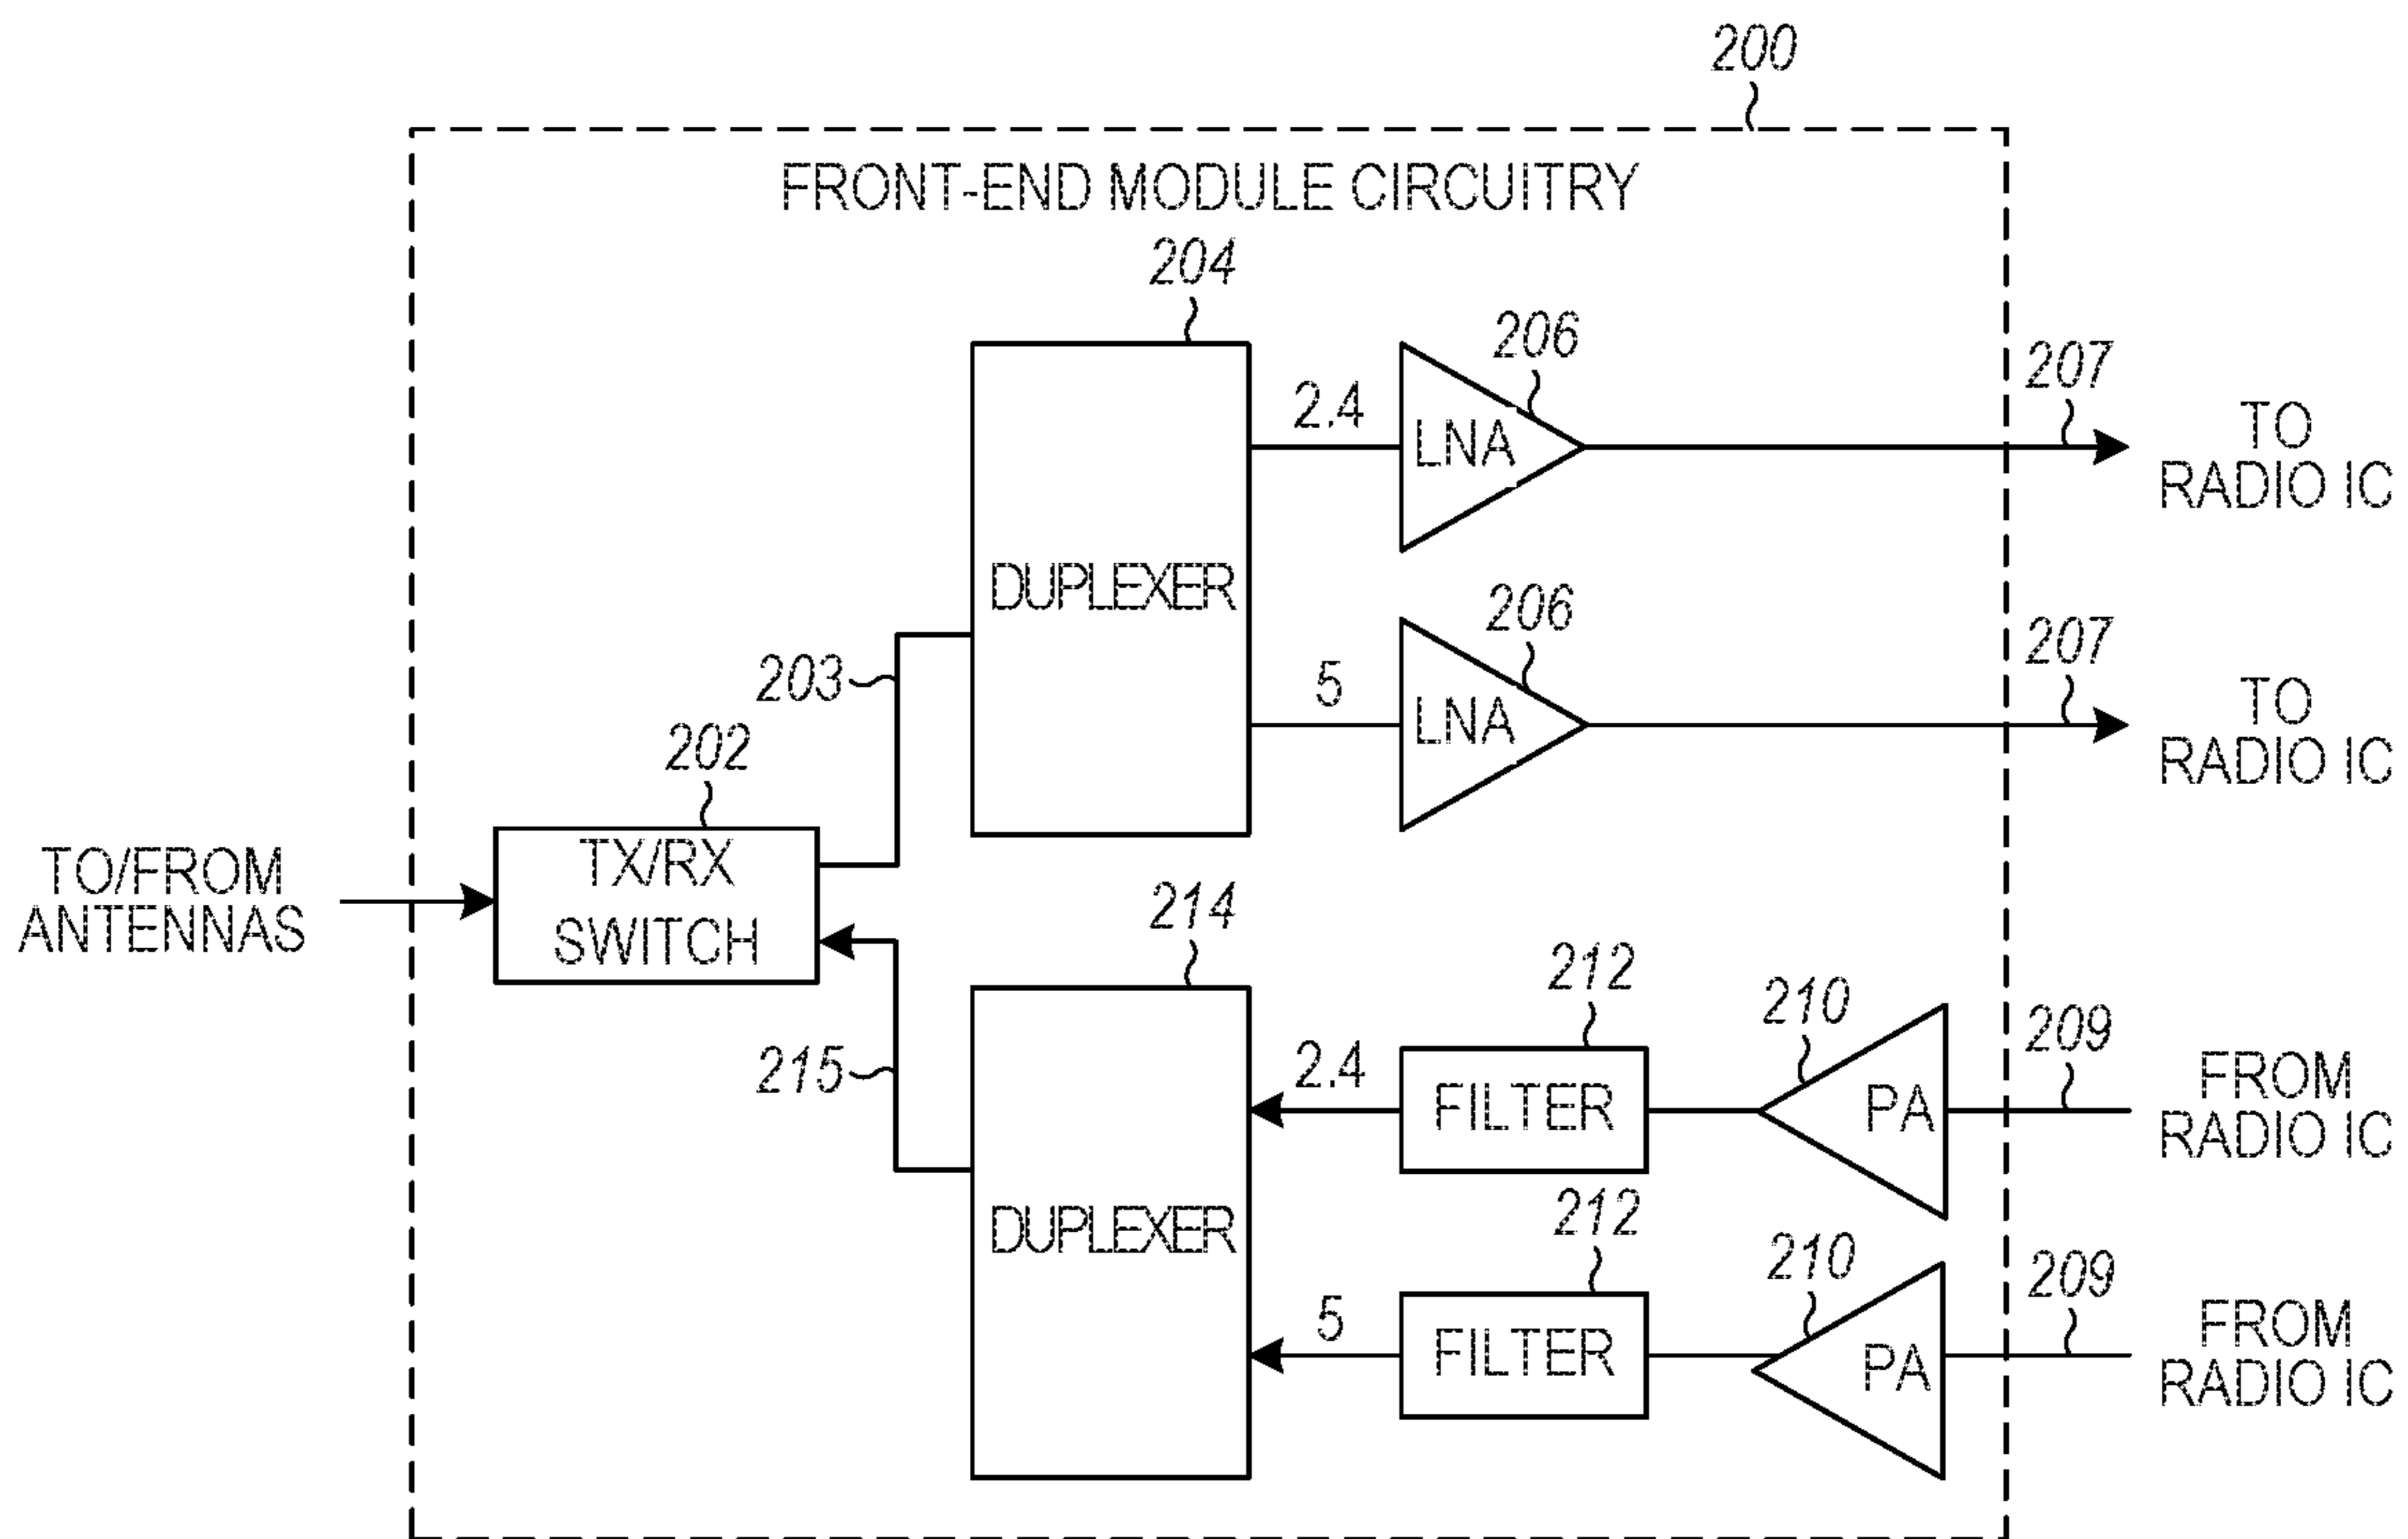 200
FRONT-END MODULE CIRCUITRY
204
206
207
2.4
LNA
TO
RADIO IC
DUPLEXER
206
207
203
5
LNA
TO
RADIO IC
202
TX/RX
SWITCH
TO/FROM
ANTENNAS
214
212
210
209
215
2.4
FILTER
PA
FROM
RADIO IC
DUPLEXER
212
210
209
5
FILTER
PA
FROM
RADIO IC